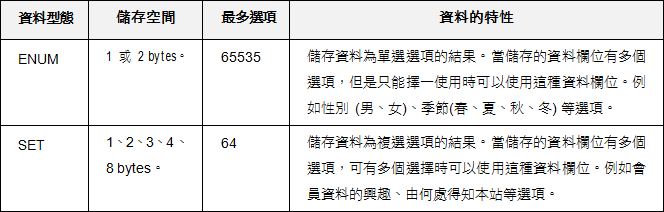 資料型態 儲存空間 最多選項 資料的特性
ENUM 1 或 2 bytes。 65535 儲存資料為單選選項的結果。當儲存的資料欄位有多個
選項，但是只能擇一使用時可以使用這種資料欄位。例
如性別 (男、女)、季節(春、夏、秋、冬) 等選項。
SET 1、2、3、4、 64 儲存資料為複選選項的結果。當儲存的資料欄位有多個
8 bytes。 選項，可有多個選擇時可以使用這種資料欄位。例如會
員資料的興趣、由何處得知本站等選項。